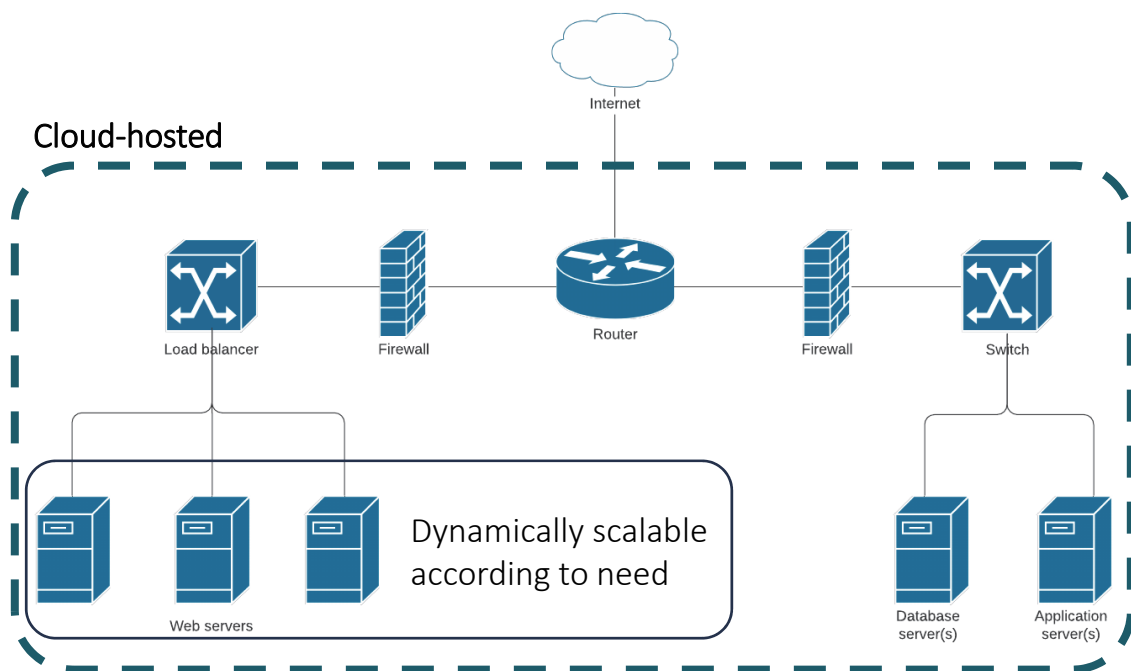 Internet
Cloud-hosted
Load balancer
Firewall
Router
Firewall
Switch
Dynamically scalable
according to need
Web servers
Database
server(s)
Application
server(s)